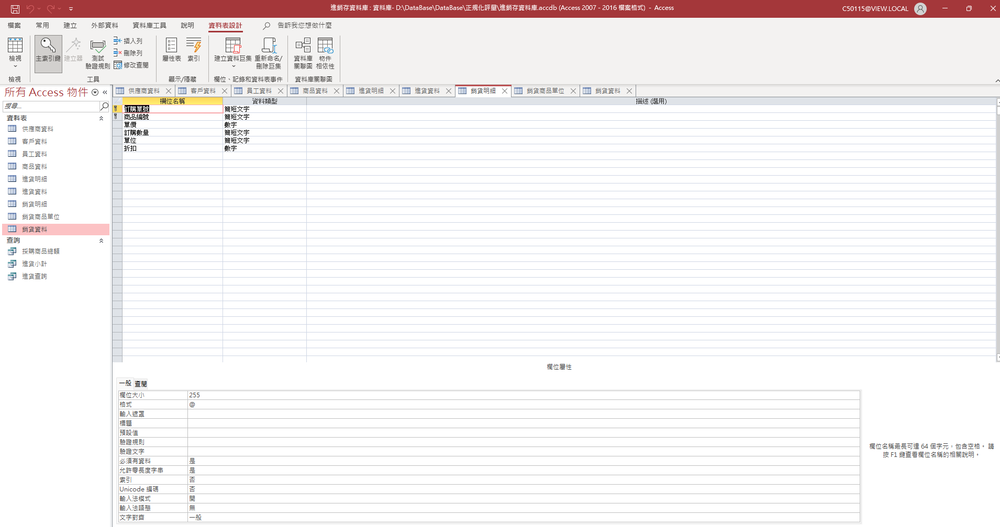 進銷存資料庫 : 資料庫- D:\DataBase\DataBase\正規化評量\進銷存資料庫.accdb (Access 2007 - 2016 檔案格式) - Access
C50115@VIEW.LOCAL
檔案 常用 建立 外部資料 資料庫工具 說明 資料表設計 告訴我您想做什麼
檢視
主索引鍵
建立器
測試
驗證規則
插入列
刪除列
修改查閱
屬性表
索引
建立資料巨集
重新命名/
刪除巨集
資料庫
關聯圖
物件
相依性
檢視
工具
顯示/隱藏
欄位、記錄和資料表事件
資料庫關聯圖
所有 Access 物件
搜尋...
資料表
供應商資料
客戶資料
員工資料
商品資料
進貨明細
進貨資料
銷貨明細
銷貨商品單位
銷貨資料
查詢
採購商品總額
進貨小計
進貨查詢
供應商資料 客戶資料 員工資料 商品資料 進貨明細 進貨資料 銷貨明細 銷貨商品單位 銷貨資料
欄位名稱 資料類型 描述 (選用)
訂購單號 簡短文字
商品編號 簡短文字
單價 數字
訂購數量 簡短文字
單位 簡短文字
折扣 數字
欄位屬性
一般 查閱
欄位大小 255
格式 @
輸入遮罩
標題
預設值
驗證規則
驗證文字
必須有資料 是
允許零長度字串 是
索引 否
Unicode 編碼 否
輸入法模式 開
輸入法語態 無
文字對齊 一般
欄位名稱最長可達 64 個字元，包含空格。 請
按 F1 鍵查看欄位名稱的相關說明。